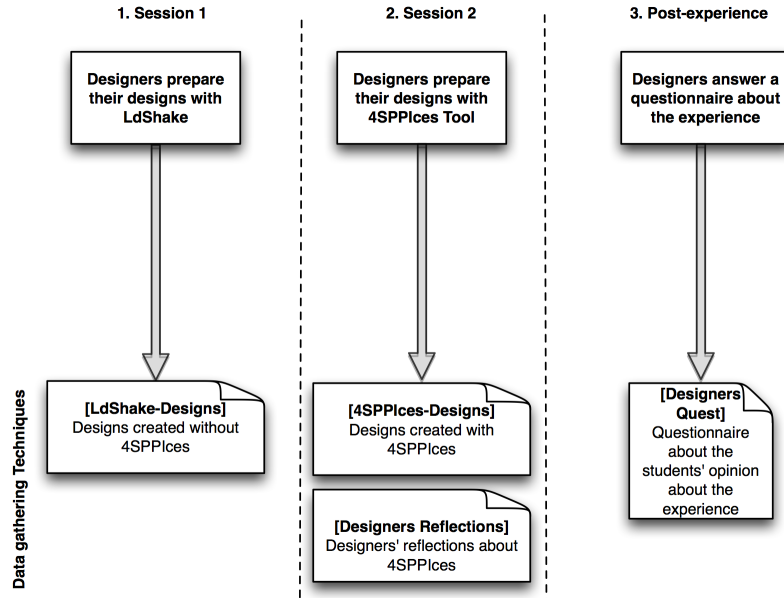 1. Session 1
2. Session 2
3. Post-experience
Designers prepare
their designs with
LdShake
Designers prepare
their designs with
4SPPIces Tool
Designers answer a
questionnaire about
the experience
Data gathering Techniques
[LdShake-Designs]
Designs created without
4SPPIces
[4SPPIces-Designs]
Designs created with
4SPPIces
[Designers Reflections]
Designers' reflections about
4SPPIces
[Designers
Quest]
Questionnaire
about the
students' opinion
about the
experience